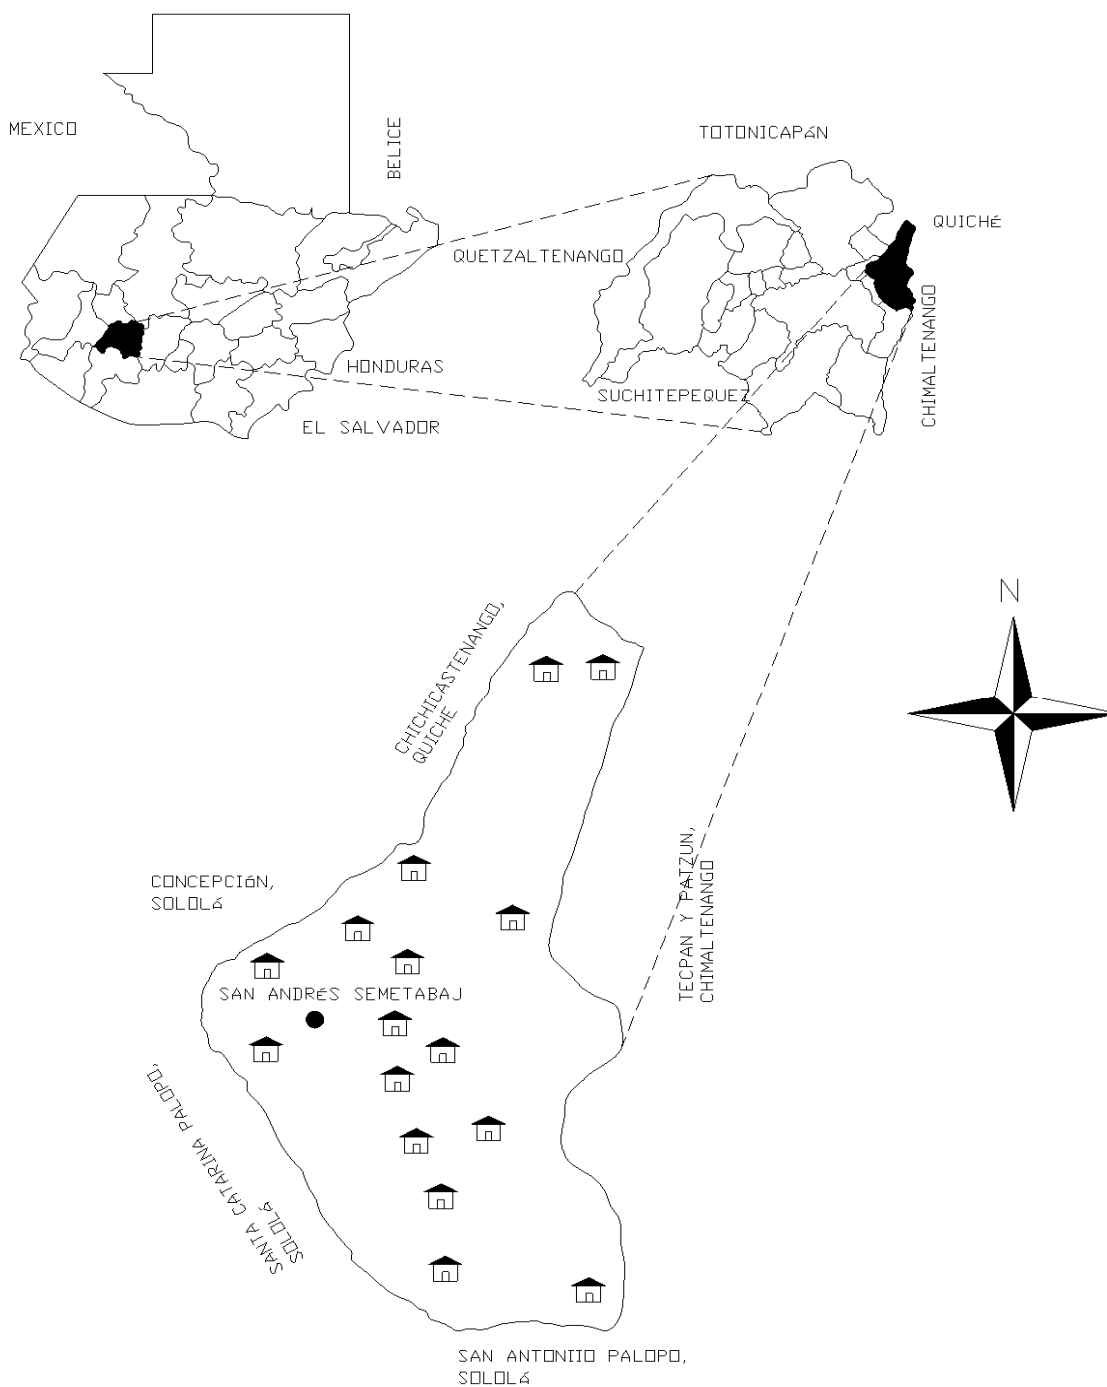 MEXICO
BELICE
TOTONICAPáN
QUICHé
QUETZALTENANGO
CHIMALTENANGO
HONDURAS
SUCHITEPEQUEZ
EL SALVADOR
N
CHICHICASTENANGO,
QUICHE
TECPAN Y PATZUN,
CHIMALTENANGO
CONCEPCIóN,
SOLOLá
SAN ANDRéS SEMETABAJ
SANTA CATARINA PALOPO,
SOLOLá
SAN ANTONIIO PALOPO,
SOLOLá